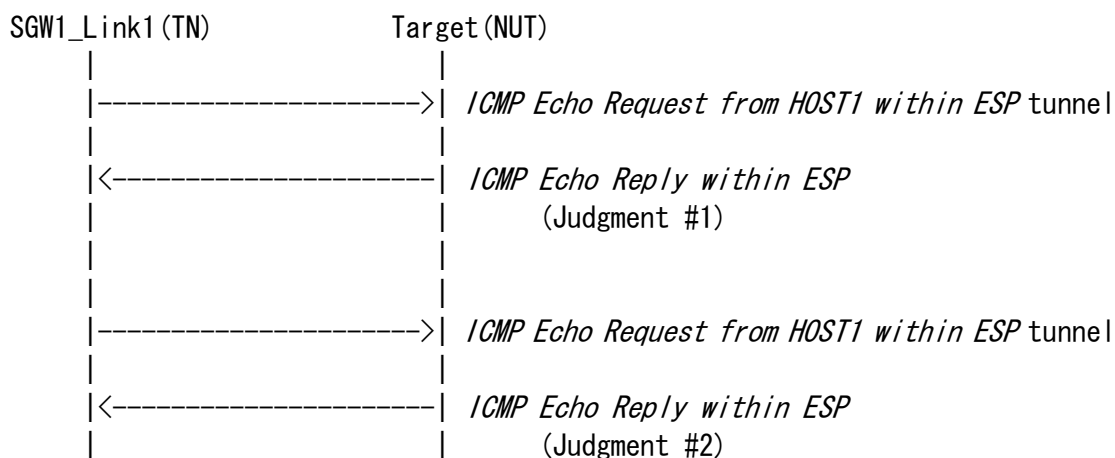 SGW1_Link1(TN) Target(NUT)
| |
|---------------------->| ICMP Echo Request from HOST1 within ESP tunnel
| |
|<----------------------| ICMP Echo Reply within ESP
| | (Judgment #1)
| |
| |
|---------------------->| ICMP Echo Request from HOST1 within ESP tunnel
| |
|<----------------------| ICMP Echo Reply within ESP
| | (Judgment #2)